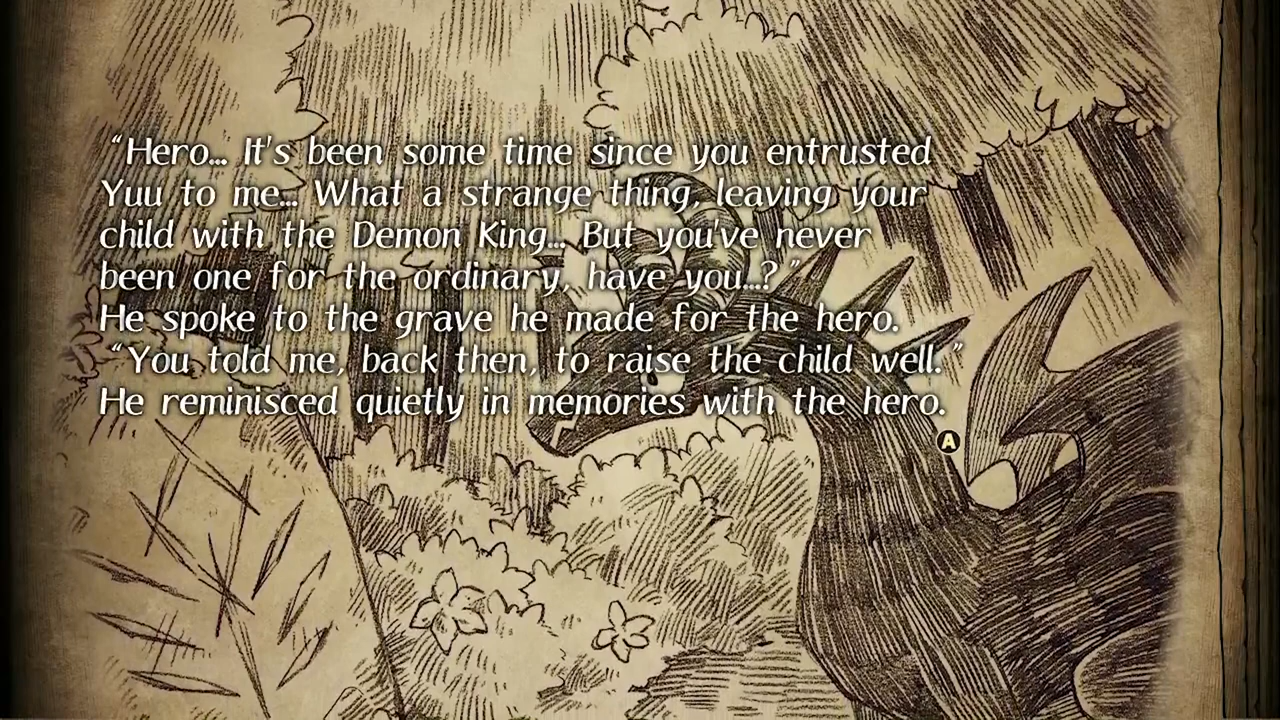 “Hero... It's been some time since you entrusted
Yuu to me... What a strange thing, leaving your
child with the Demon King... But you've never
been one for the ordinary, have you...?”
He spoke to the grave he made for the hero.
“You told me, back then, to raise the child well.”
He reminisced quietly in memories with the hero.
A